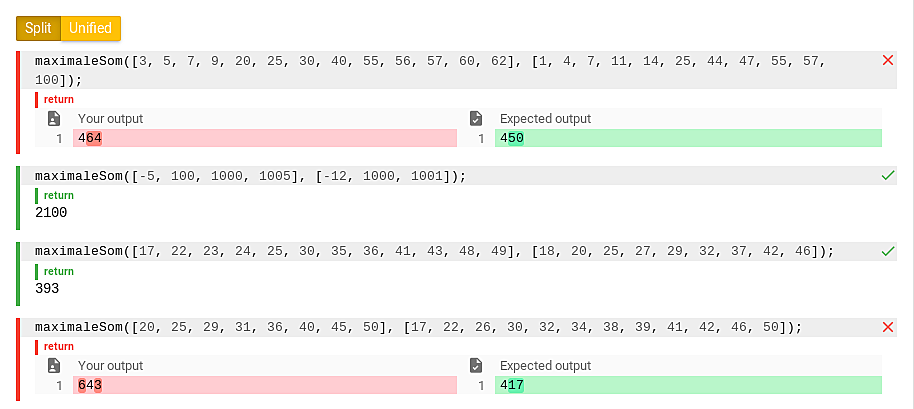 Split Unified
maximaleSom([3, 5, 7, 9, 20, 25, 30, 40, 55, 56, 57, 60, 62], [1, 4, 7, 11, 14, 25, 44, 47, 55, 57,
100]);
return
Your output Expected output
1 464 1 450
maximaleSom([-5, 100, 1000, 1005], [-12, 1000, 1001]);
return
2100
maximaleSom([17, 22, 23, 24, 25, 30, 35, 36, 41, 43, 48, 49], [18, 20, 25, 27, 29, 32, 37, 42, 46]);
return
393
maximaleSom([20, 25, 29, 31, 36, 40, 45, 50], [17, 22, 26, 30, 32, 34, 38, 39, 41, 42, 46, 50]);
return
Your output Expected output
1 643 1 417